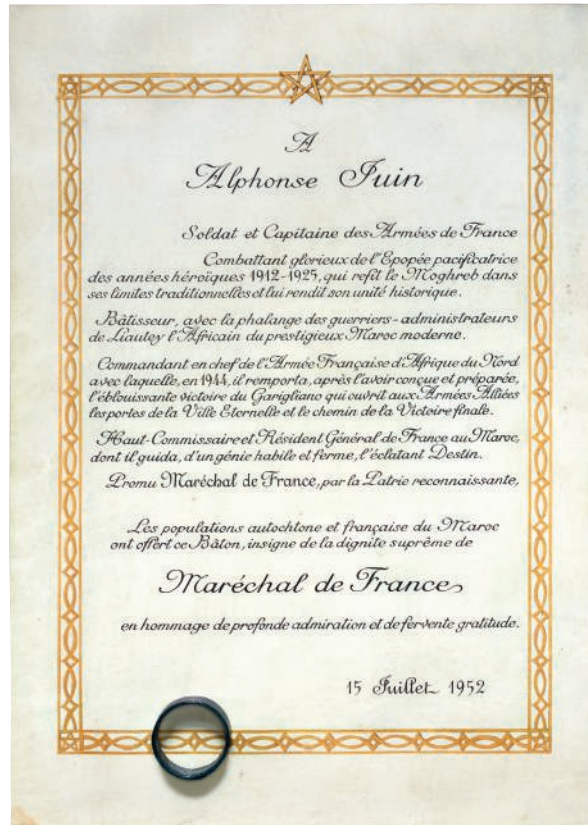 A
Alphonse Juin
Soldat et Capitaine des Armées de France
Combattant glorieux de l'Epopée pacificatrice
des années héroïques 1912-1925, qui refit le Moghreb dans
ses limites traditionnelles et lui rendit son unité historique.
Bâtisseur, avec la phalange des guerriers-administrateurs
de Liautey l'Africain du prestigieux Maroc moderne.
Commandant en chef de l'Armée Française d'Afrique du Nord
avec laquelle, en 1944, il remporta, après l'avoir conçue et préparée,
l'éblouissante victoire du Garigliano qui ouvrit aux Armées Alliées
les portes de la Ville Eternelle et le chemin de la Victoire finale.
Haut-Commissaire et Résident Général de France au Maroc,
dont il guida, d'un génie habile et ferme, l'éclatant Destin.
Promu Maréchal de France, par la Patrie reconnaissante,
Les populations autochtone et française du Maroc
ont offert ce Bâton, insigne de la dignite suprême de
Maréchal de France
en hommage de profonde admiration et de fervente gratitude.
15 Juillet 1952